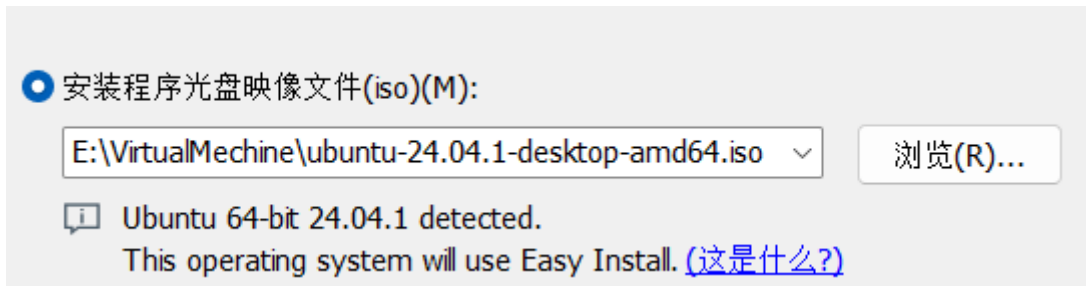 安装程序光盘映像文件(iso)(M):
E:\VirtualMechine\ubuntu-24.04.1-desktop-amd64.iso
浏览(R)...
Ubuntu 64-bit 24.04.1 detected.
This operating system will use Easy Install. (这是什么?)